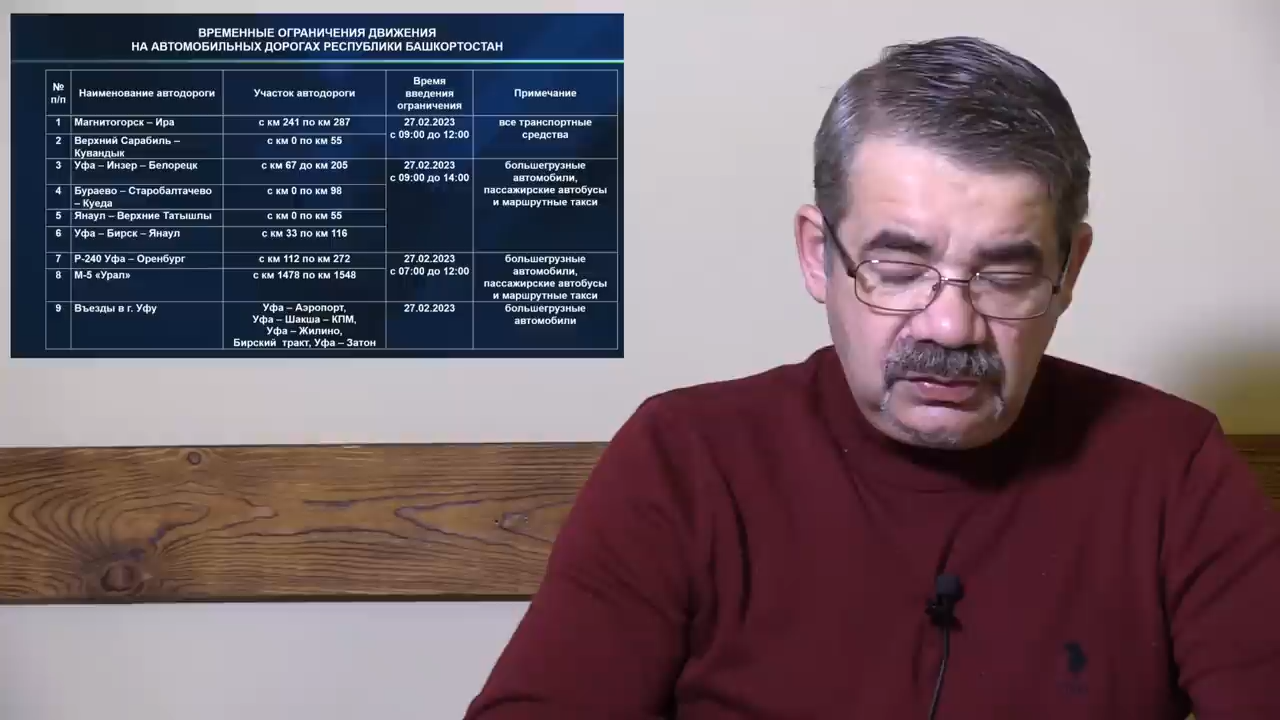 ВРЕМЕННЫЕ ОГРАНИЧЕНИЯ ДВИЖЕНИЯ
НА АВТОМОБИЛЬНЫХ ДОРОГАХ РЕСПУБЛИКИ БАШКОРТОСТАН
№ п/п Наименование автодороги Участок автодороги Время введения ограничения Примечание
1 Магнитогорск – Ира с км 241 по км 287 27.02.2023 все транспортные
с 09:00 до 12:00 средства
2 Верхний Сарабиль – с км 0 по км 55
Кувандык
3 Уфа – Инзер – Белорецк с км 67 до км 205 27.02.2023 большегрузные
с 09:00 до 14:00 автомобили,
4 Бураево – Старобалтачево с км 0 по км 98 пассажирские автобусы
– Куеда и маршрутные такси
5 Янаул – Верхние Татышлы с км 0 по км 55
6 Уфа – Бирск – Янаул с км 33 по км 116
7 Р-240 Уфа – Оренбург с км 112 по км 272 27.02.2023 большегрузные
с 07:00 до 12:00 автомобили,
8 М-5 «Урал» с км 1478 по км 1548 пассажирские автобусы
и маршрутные такси
9 Въезды в г. Уфу Уфа – Аэропорт, 27.02.2023 большегрузные
Уфа – Шакша – КПМ, автомобили
Уфа – Жилино,
Бирский тракт, Уфа – Затон